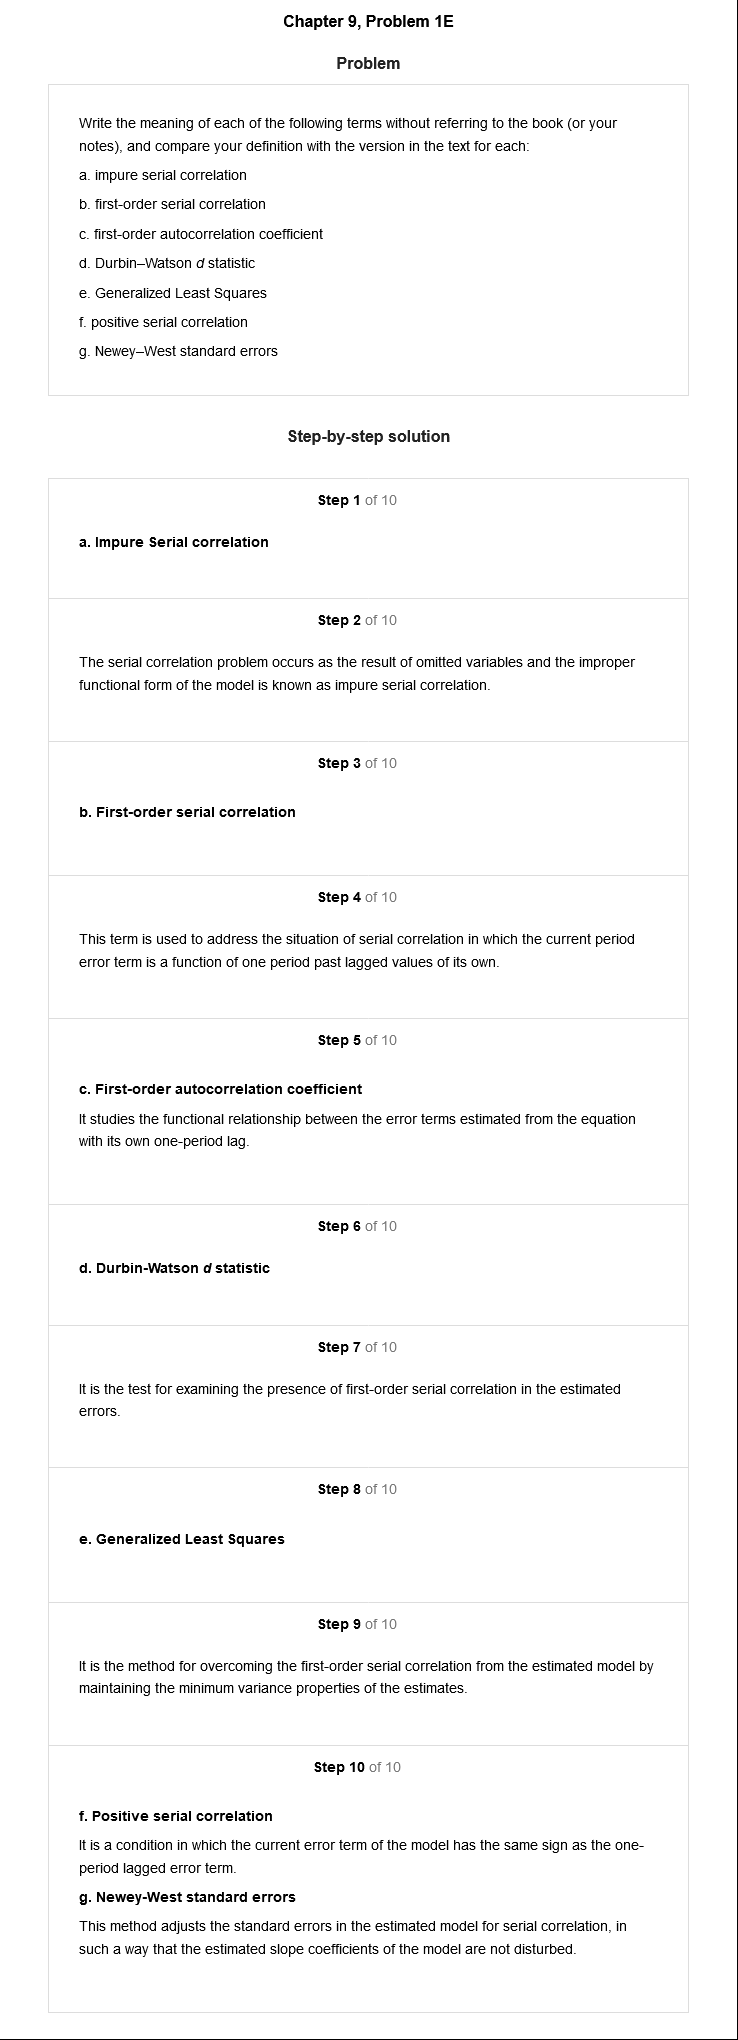 Chapter 9, Problem 1E
Problem
Write the meaning of each of the following terms without referring to the book (or your
notes), and compare your definition with the version in the text for each:
a. impure serial correlation
b. first-order serial correlation
c. first-order autocorrelation coefficient
d. Durbin–Watson d statistic
e. Generalized Least Squares
f. positive serial correlation
g. Newey–West standard errors
Step-by-step solution
Step 1 of 10
a. Impure Serial correlation
Step 2 of 10
The serial correlation problem occurs as the result of omitted variables and the improper
functional form of the model is known as impure serial correlation.
Step 3 of 10
b. First-order serial correlation
Step 4 of 10
This term is used to address the situation of serial correlation in which the current period
error term is a function of one period past lagged values of its own.
Step 5 of 10
c. First-order autocorrelation coefficient
It studies the functional relationship between the error terms estimated from the equation
with its own one-period lag.
Step 6 of 10
d. Durbin-Watson d statistic
Step 7 of 10
It is the test for examining the presence of first-order serial correlation in the estimated
errors.
Step 8 of 10
e. Generalized Least Squares
Step 9 of 10
It is the method for overcoming the first-order serial correlation from the estimated model by
maintaining the minimum variance properties of the estimates.
Step 10 of 10
f. Positive serial correlation
It is a condition in which the current error term of the model has the same sign as the one-
period lagged error term.
g. Newey-West standard errors
This method adjusts the standard errors in the estimated model for serial correlation, in
such a way that the estimated slope coefficients of the model are not disturbed.